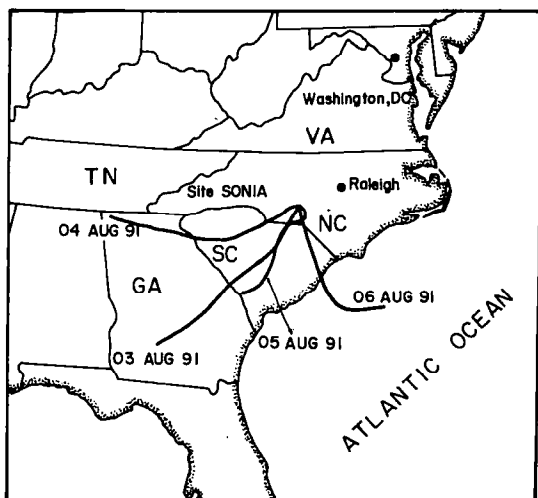 Washington, DC
VA
TN
Site SONIA
Raleigh
NC
04 AUG 91
SC
GA
06 AUG 91
03 AUG 91
05 AUG 91
ATLANTIC OCEAN